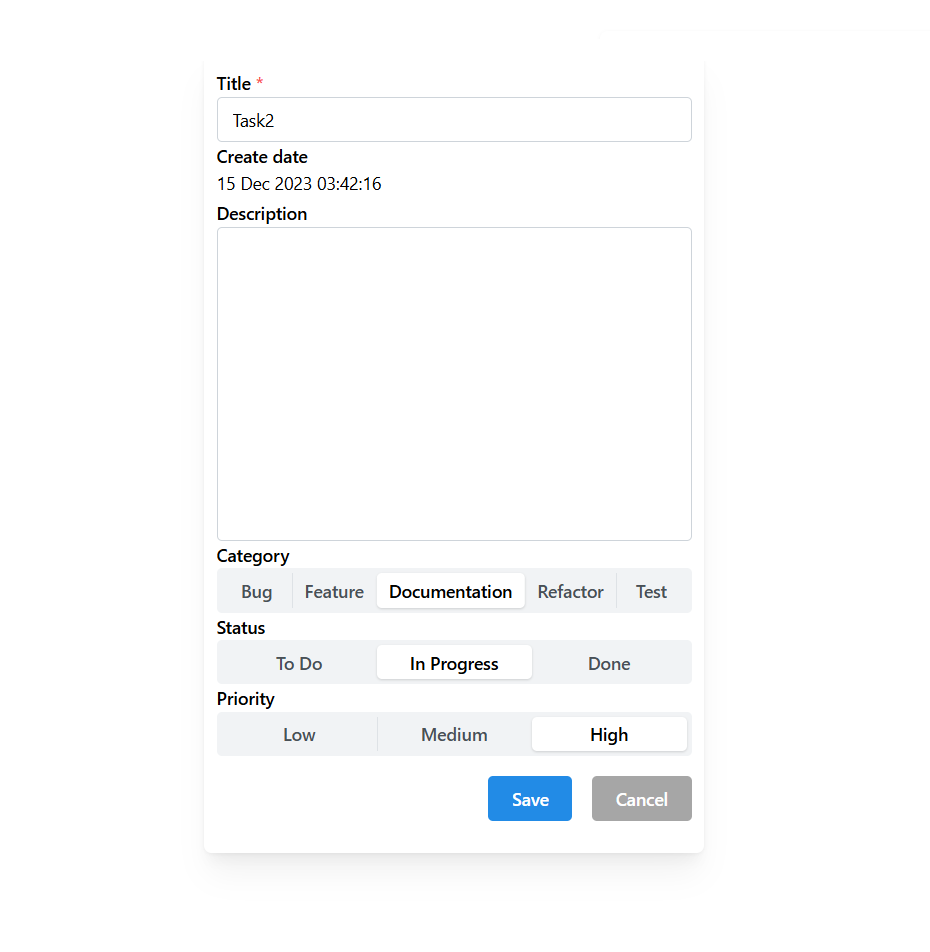 Title *
Task2
Create date
15 Dec 2023 03:42:16
Description
Category
Bug Feature Documentation Refactor Test
Status
To Do In Progress Done
Priority
Low Medium High
Save Cancel